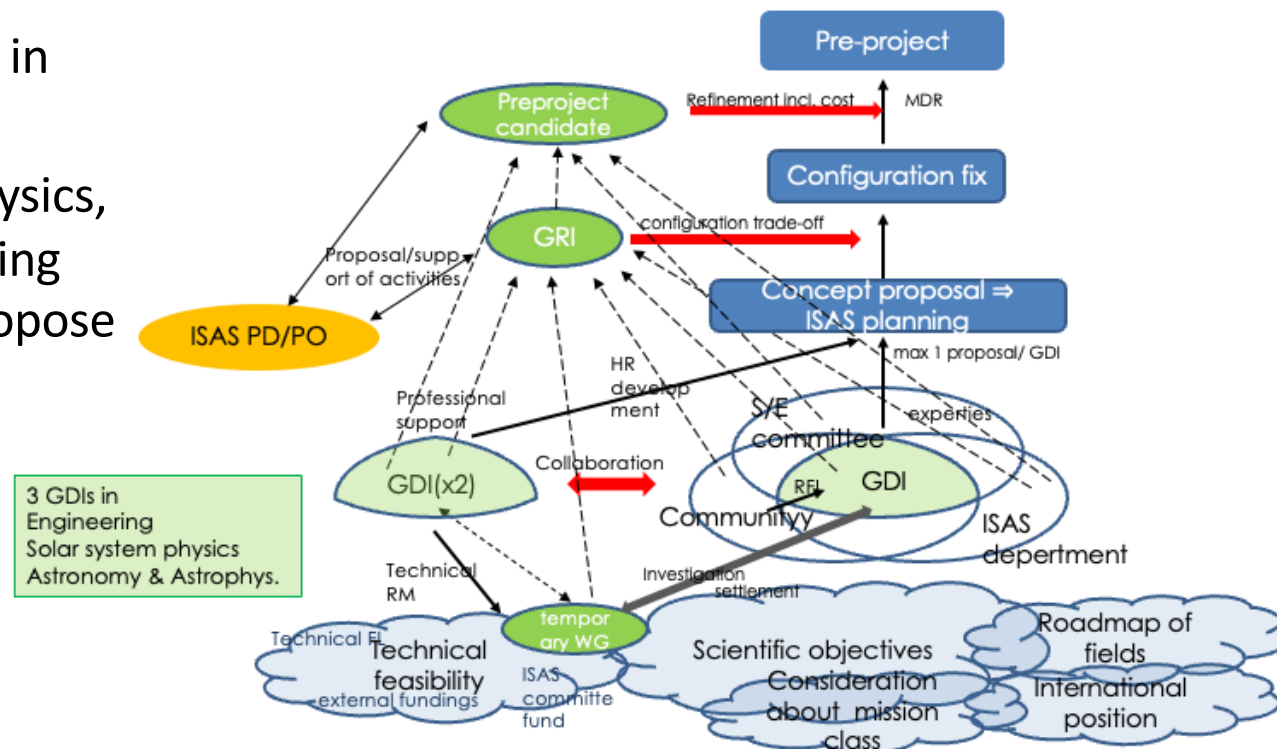 in
ysics,
ing
opose
Pre-project
Preproject
candidate
Refinement incl. cost
MDR
Configuration fix
GRI
configuration trade-off
Proposal/supp
ort of activities
Concept proposal ⇒
ISAS planning
ISAS PD/PO
max 1 proposal/ GDI
HR
develop
ment
Professional
support
S/E
committee
experties
Collaboration
GDI(x2)
RFI
GDI
3 GDIs in
Engineering
Solar system physics
Astronomy & Astrophys.
Communityy
ISAS
depertment
Technical
RM
Investigation
settlement
tempor
ary WG
Technical FL
Technical
feasibility
external fundings
ISAS
committe
fund
Scientific objectives
Consideration
about mission
class
Roadmap of
fields
International
position